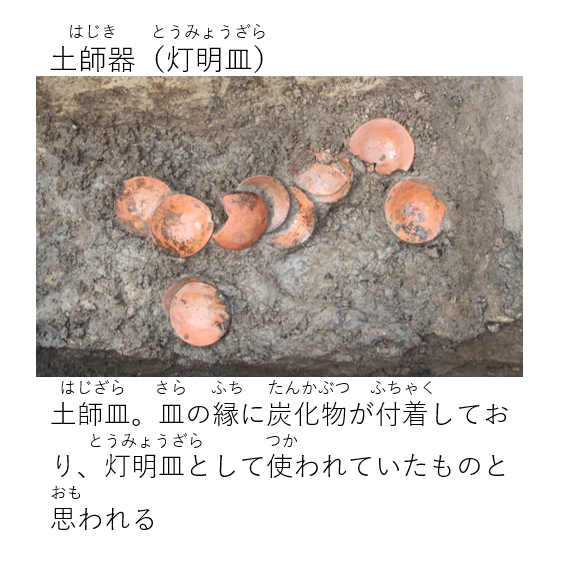 はじき とうみょうざら
土師器（灯明皿）
はじざら さら ふち たんかぶつ ふちゃく
土師皿。皿の縁に炭化物が付着してお
とうみょうざら つか
り、灯明皿として使われていたものと
おも
思われる